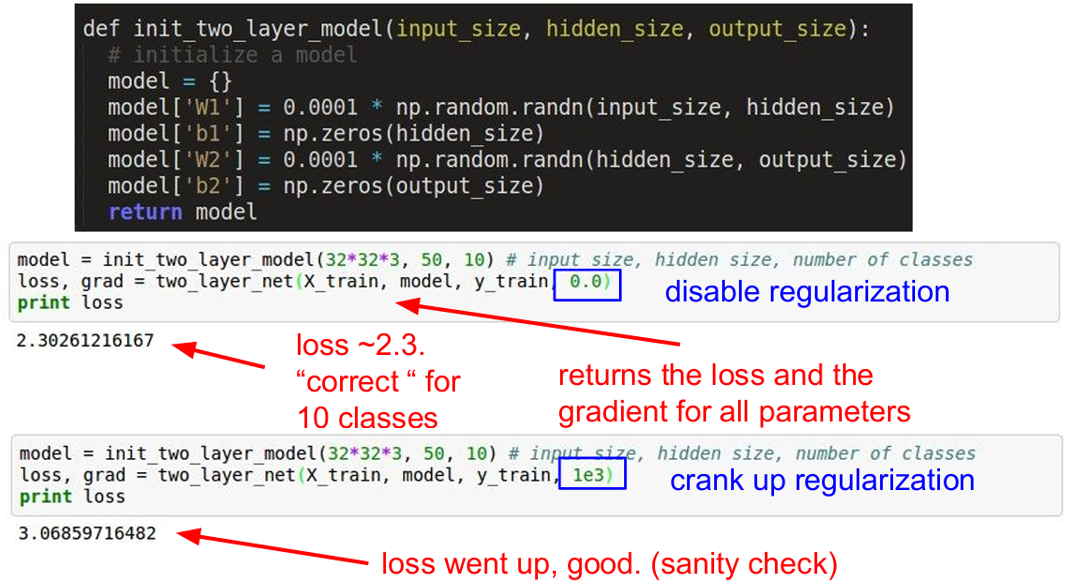 def init_two_layer_model(input_size, hidden_size, output_size):
# initialize a model
model = {}
model['W1'] = 0.0001 * np.random.randn(input_size, hidden_size)
model['b1'] = np.zeros(hidden_size)
model['W2'] = 0.0001 * np.random.randn(hidden_size, output_size)
model['b2'] = np.zeros(output_size)
return model
model = init_two_layer_model(32*32*3, 50, 10) # input size, hidden size, number of classes
loss, grad = two_layer_net(X_train, model, y_train, 0.0)
disable regularization
print loss
2.30261216167
loss ~2.3.
“correct “ for
10 classes
returns the loss and the
gradient for all parameters
model = init_two_layer_model(32*32*3, 50, 10) # input size, hidden size, number of classes
loss, grad = two_layer_net(X_train, model, y_train, 1e3)
crank up regularization
print loss
3.06859716482
loss went up, good. (sanity check)